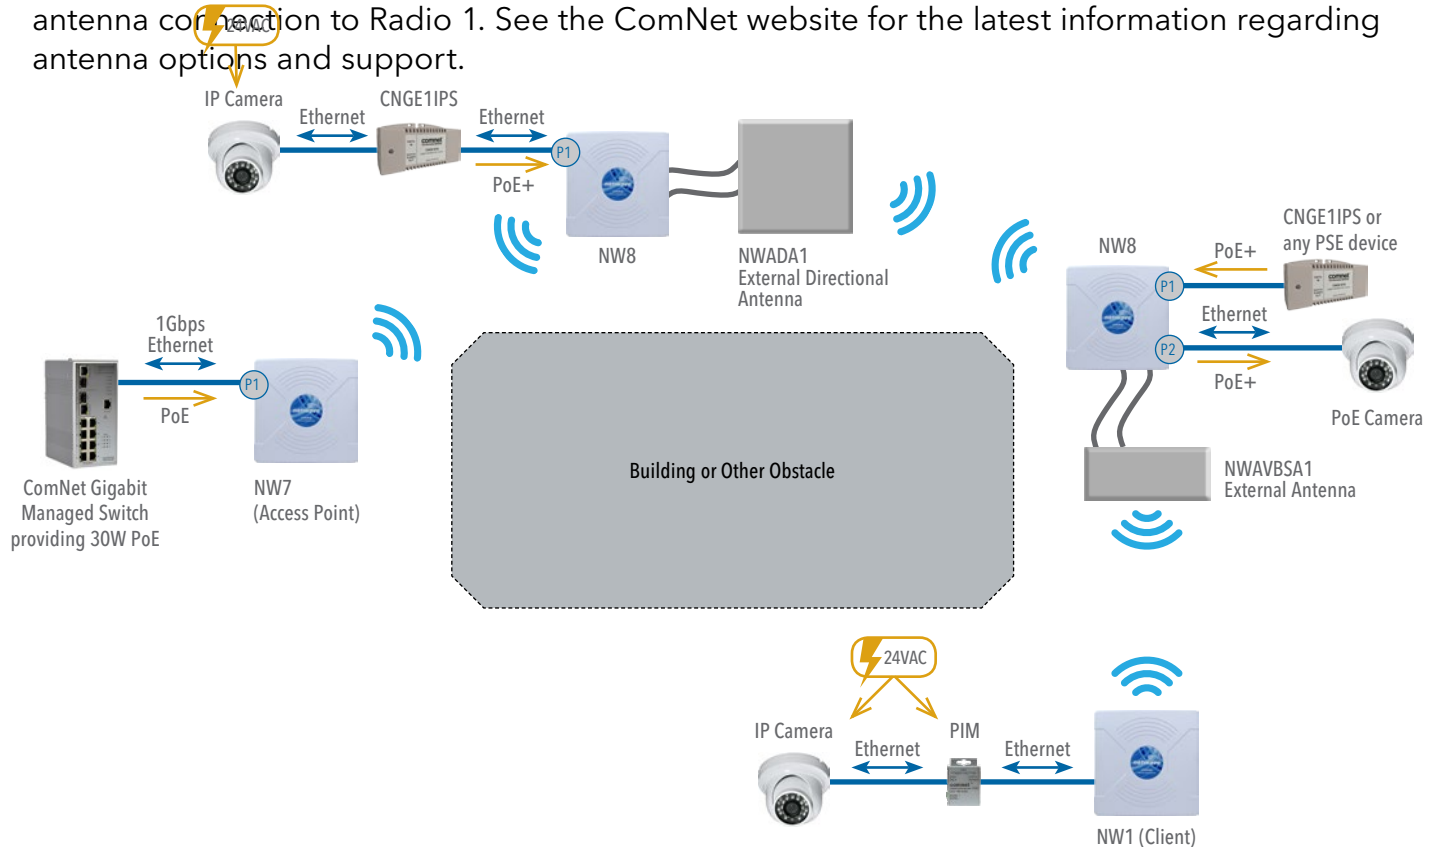 antenna connection to Radio 1. See the ComNet website for the latest information regarding
antenna options and support.
24VAC
IP Camera
Ethernet
CNGE1IPS
Ethernet
P1
PoE+
NW8
NWADA1
External Directional
Antenna
CNGE1IPS or
any PSE device
NW8
PoE+
P1
Ethernet
P2
PoE+
PoE Camera
NWAVBSA1
External Antenna
1Gbps
Ethernet
PoE
P1
ComNet Gigabit
Managed Switch
providing 30W PoE
NW7
(Access Point)
Building or Other Obstacle
24VAC
IP Camera
Ethernet
PIM
Ethernet
NW1 (Client)